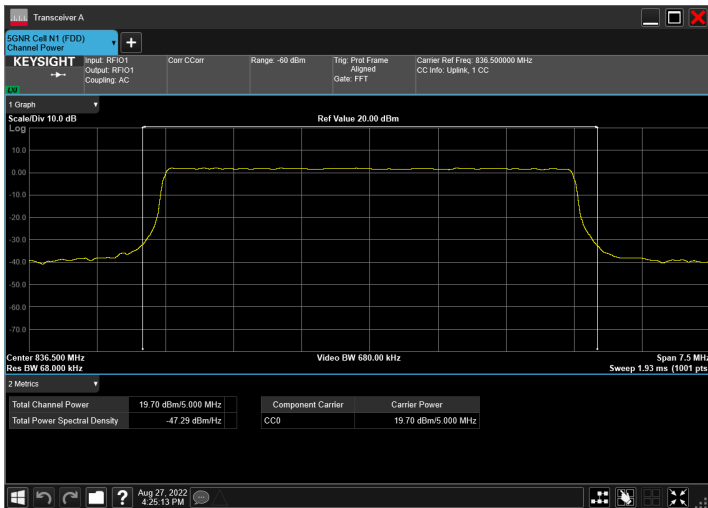 Transceiver A
5GNR Cell N1 (FDD)
Channel Power
+
KEYSIGHT
Input: RFIO1
Output: RFIO1
Coupling: AC
Corr CCorr
Range: -60 dBm
Trig: Prot Frame
Aligned
Gate: FFT
Carrier Ref Freq: 836.500000 MHz
CC Info: Uplink, 1 CC
LXI
1 Graph
Scale/Div 10.0 dB
Ref Value 20.00 dBm
Log
10.0
0.00
-10.0
-20.0
-30.0
-40.0
-50.0
-60.0
-70.0
Center 836.500 MHz
Video BW 680.00 kHz
Span 7.5 MHz
Res BW 68.000 kHz
Sweep 1.93 ms (1001 pts
2 Metrics
Total Channel Power 19.70 dBm/5.000 MHz
Total Power Spectral Density -47.29 dBm/Hz
Component Carrier Carrier Power
CC0 19.70 dBm/5.000 MHz
?
Aug 27, 2022
4:25:13 PM